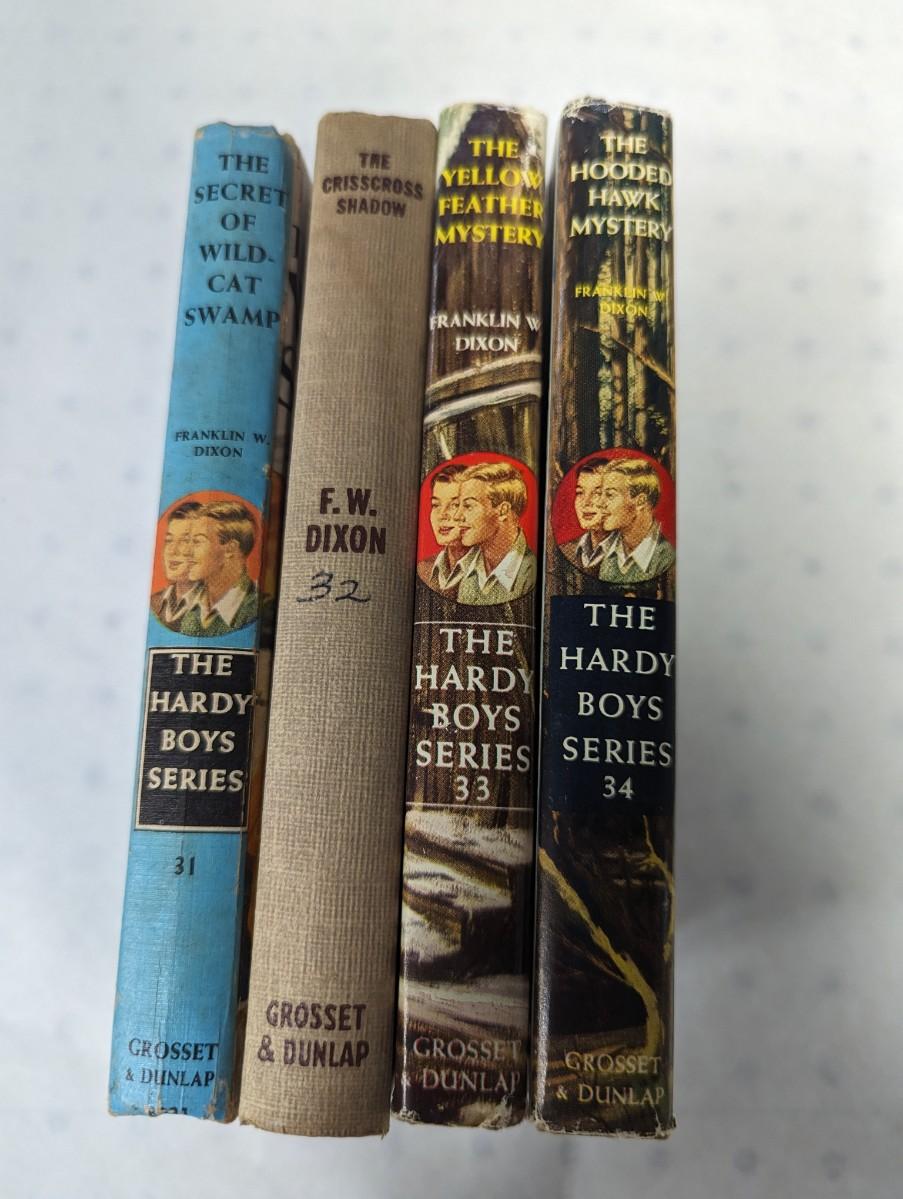 THE
SECRET
OF
WILD-
CAT
SWAMP
FRANKLIN W.
DIXON
THE
HARDY
BOYS
SERIES
31
GROSSET
& DUNLAP
THE
CRISSCROSS
SHADOW
F. W.
DIXON
32
GROSSET
& DUNLAP
THE
YELLOW
FEATHER
MYSTERY
FRANKLIN W
DIXON
THE
HARDY
BOYS
SERIES
33
GROSSET
& DUNLAP
THE
HOODED
HAWK
MYSTERY
FRANKLIN W.
DIXON
THE
HARDY
BOYS
SERIES
34
GROSSET
& DUNLAP